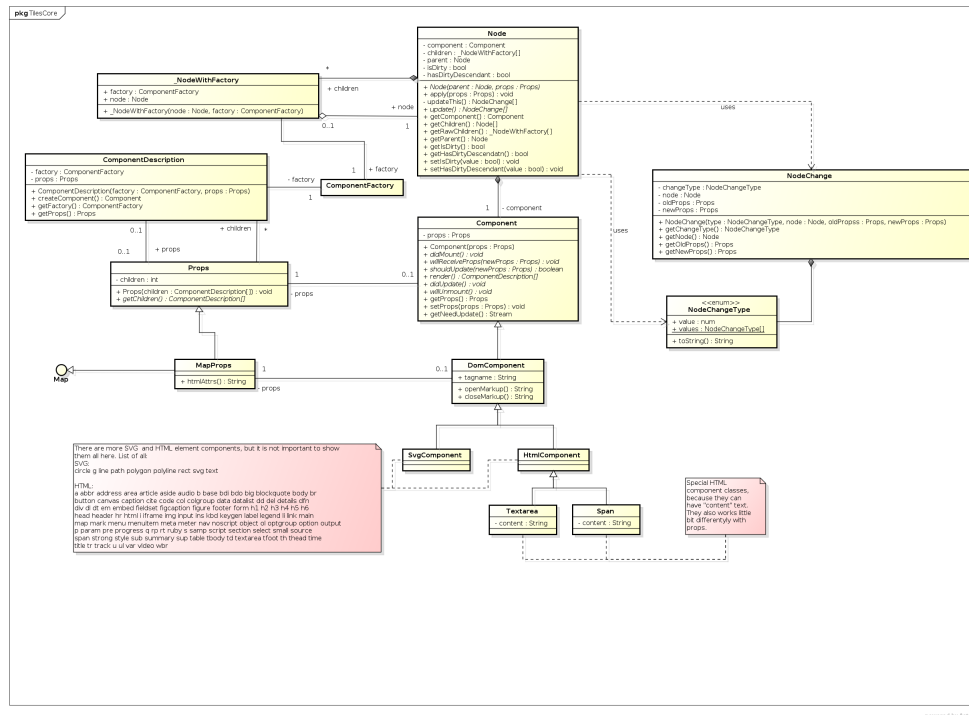 pkg TilesCore
Node
- component : Component
- children : _NodeWithFactory[]
- parent : Node
- isDirty : bool
- hasDirtyDescendant : bool
+ Node(parent : Node, props : Props)
+ apply(props : Props) : void
- updateThis() : NodeChange[]
+ update() : NodeChange[]
+ getComponent() : Component
+ getChildren() : Node[]
+ getRawChildren() : _NodeWithFactory[]
+ getParent() : Node
+ getIsDirty() : bool
+ getHasDirtyDescendatn() : bool
+ setIsDirty(value : bool) : void
+ setHasDirtyDescendant(value : bool) : void
_NodeWithFactory
+ factory : ComponentFactory
+ node : Node
+ _NodeWithFactory(node : Node, factory : ComponentFactory)
*
+ children
+ node
0..1
1
uses
ComponentDescription
- factory : ComponentFactory
- props : Props
+ ComponentDescription(factory : ComponentFactory, props : Props)
+ createComponent() : Component
+ getFactory() : ComponentFactory
+ getProps() : Props
1
+ factory
- factory
1
ComponentFactory
NodeChange
- changeType : NodeChangeType
- node : Node
- oldProps : Props
- newProps : Props
+ NodeChange(type : NodeChangeType, node : Node, oldPropss : Props, newProps : Props)
+ getChangeType() : NodeChangeType
+ getNode() : Node
+ getOldProps() : Props
+ getNewProps() : Props
1
- component
uses
Component
- props : Props
+ Component(props : Props)
+ didMount() : void
+ willReceiveProps(newProps : Props) : void
+ shouldUpdate(newProps : Props) : boolean
+ render() : ComponentDescription[]
+ didUpdate() : void
+ willUnmount() : void
+ getProps() : Props
+ setProps(props : Props) : void
+ getNeedUpdate() : Stream
0..1
+ children
*
0..1
+ props
Props
- children : int
+ Props(children : ComponentDescription[]) : void
+ getChildren() : ComponentDescription[]
1
0..1
- props
<<enum>>
NodeChangeType
+ value : num
+ values : NodeChangeType[]
+ toString() : String
Map
MapProps
+ htmlAttrs() : String
1
0..1
- props
DomComponent
+ tagname : String
+ openMarkup() : String
+ closeMarkup() : String
SvgComponent
HtmlComponent
There are more SVG and HTML element components, but it is not important to show
them all here. List of all:
SVG:
circle g line path polygon polyline rect svg text
HTML:
a abbr address area article aside audio b base bdi bdo big blockquote body br
button canvas caption cite code col colgroup data datalist dd del details dfn
div dl dt em embed fieldset figcaption figure footer form h1 h2 h3 h4 h5 h6
head header hr html i iframe img input ins kbd keygen label legend li link main
map mark menu menuitem meta meter nav noscript object ol optgroup option output
p param pre progress q rp rt ruby s samp script section select small source
span strong style sub summary sup table tbody td textarea tfoot th thead time
title tr track u ul var video wbr
Textarea
- content : String
Span
- content : String
Special HTML
component classes,
because they can
have "content" text.
They also works little
bit differentyly with
props.